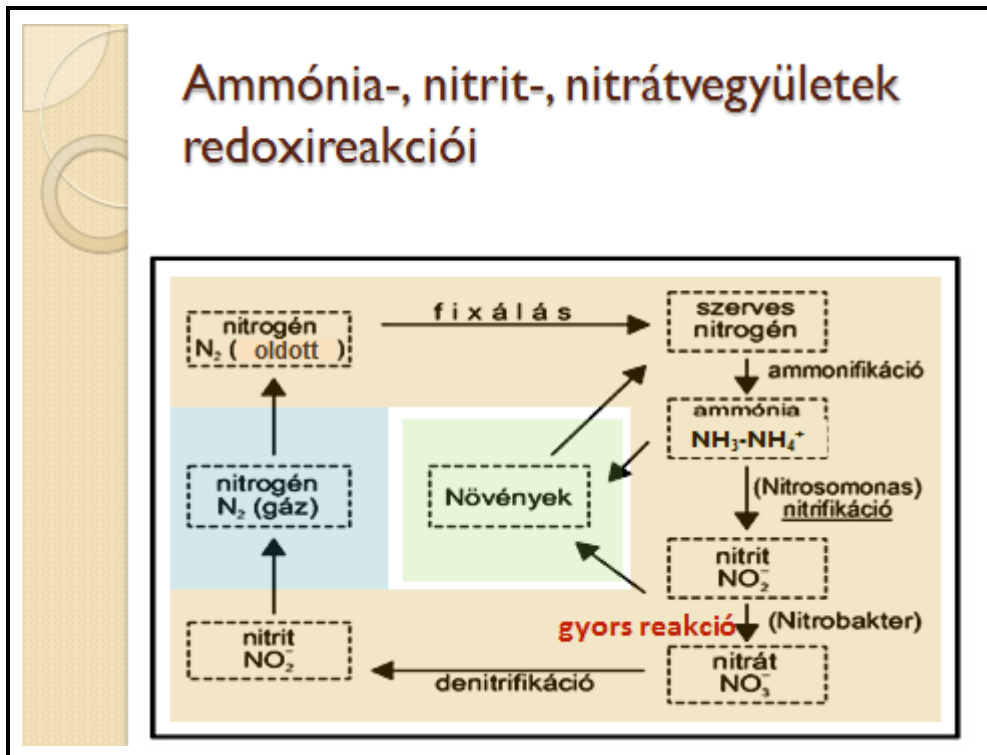 Ammónia-, nitrit-, nitrátvegyületek
redoxireakciói
nitrogén
N₂ ( oldott )
fixálás
szerves
nitrogén
ammonifikáció
ammónia
NH₃-NH₄⁺
nitrogén
N₂ (gáz)
Növények
(Nitrosomonas)
nitrifikáció
nitrit
NO₂⁻
gyors reakció
(Nitrobakter)
nitrit
NO₂⁻
denitrifikáció
nitrát
NO₃⁻